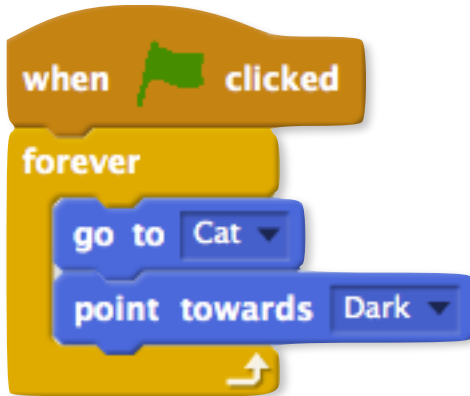 when clicked
forever
go to Cat
point towards Dark